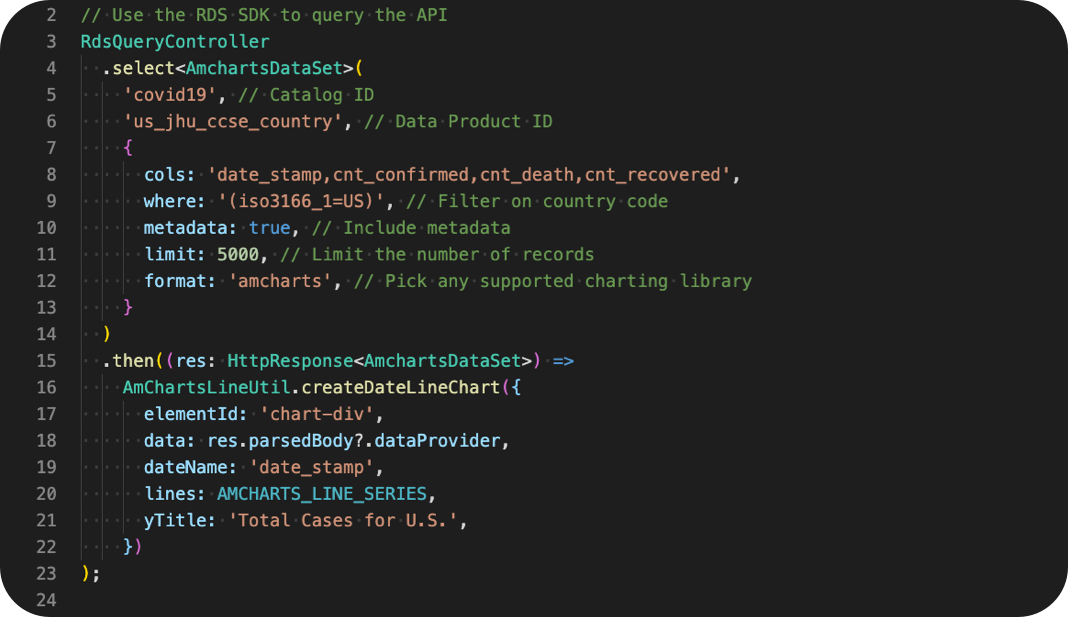 2 // Use the RDS SDK to query the API
3 RdsQueryController
4   .select<AmchartsDataSet>(
5     'covid19', // Catalog ID
6     'us_jhu_ccse_country', // Data Product ID
7     {
8       cols: 'date_stamp,cnt_confirmed,cnt_death,cnt_recovered',
9       where: '(iso3166_1=US)', // Filter on country code
10       metadata: true, // Include metadata
11       limit: 5000, // Limit the number of records
12       format: 'amcharts', // Pick any supported charting library
13     }
14   )
15   .then((res: HttpResponse<AmchartsDataSet>) =>
16     AmChartsLineUtil.createDateLineChart({
17       elementId: 'chart-div',
18       data: res.parsedBody?.dataProvider,
19       dateName: 'date_stamp',
20       lines: AMCHARTS_LINE_SERIES,
21       yTitle: 'Total Cases for U.S.',
22     })
23 );
24